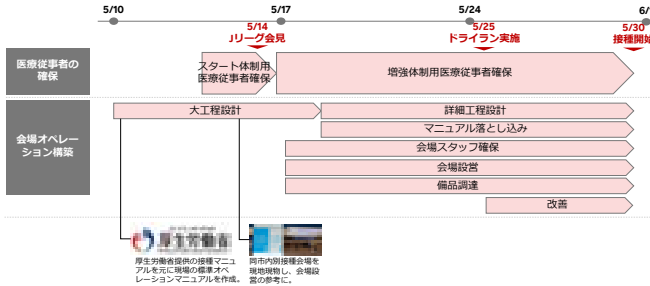 5/10
5/17
5/24
6/
5/14
Jリーグ会見
5/25
ドライラン実施
5/30
接種開始
医療従事者の
確保
スタート体制用
医療従事者確保
増強体制用医療従事者確保
会場オペレー
ション構築
大工程設計
詳細工程設計
マニュアル落とし込み
会場スタッフ確保
会場設営
備品調達
改善
厚生労働省
厚生労働省提供の接種マニュ
アルを元に現場の標準オペ
レーションマニュアルを作成。
同市内別接種会場を
現地現物し、会場設
営の参考に。